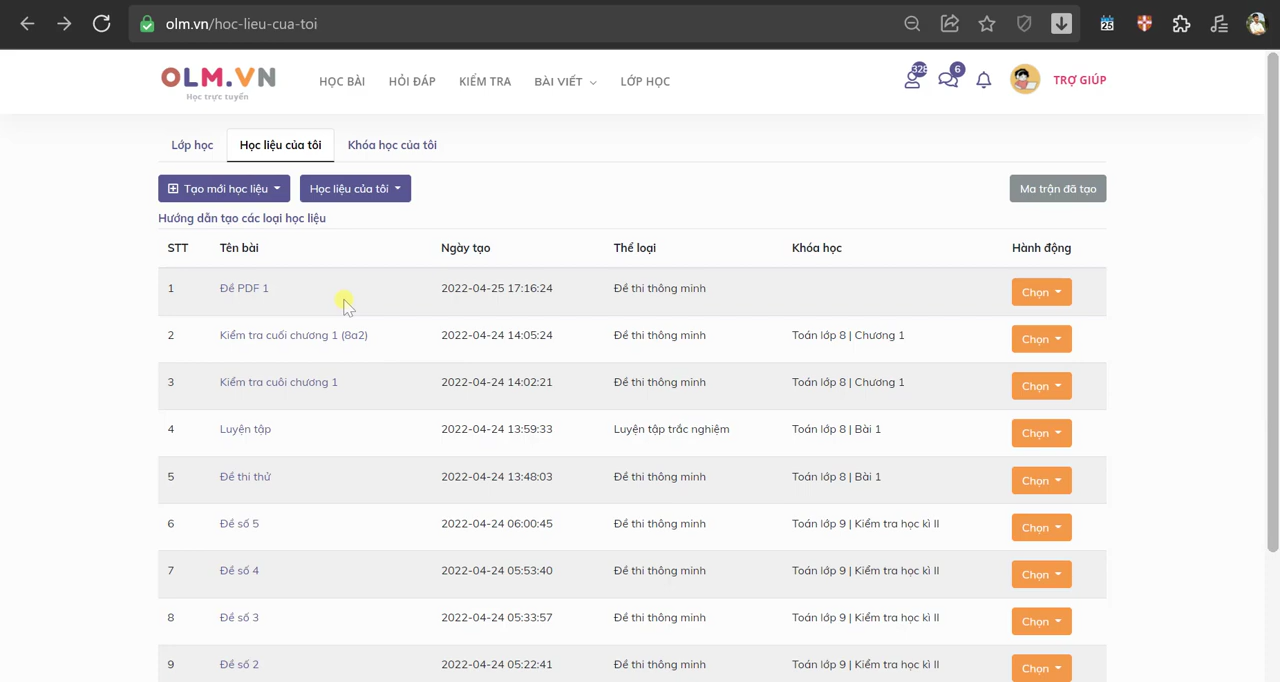 olm.vn/hoc-lieu-cua-toi
25
OLM.VN
Học trực tuyến
HỌC BÀI HỎI ĐÁP KIỂM TRA BÀI VIẾT LỚP HỌC 328 6 TRỢ GIÚP
Lớp học Học liệu của tôi Khóa học của tôi
Tạo mới học liệu Học liệu của tôi Ma trận đã tạo
Hướng dẫn tạo các loại học liệu
STT Tên bài Ngày tạo Thể loại Khóa học Hành động
1 Đề PDF 1 2022-04-25 17:16:24 Đề thi thông minh Chọn
2 Kiểm tra cuối chương 1 (8a2) 2022-04-24 14:05:24 Đề thi thông minh Toán lớp 8 | Chương 1 Chọn
3 Kiểm tra cuôi chương 1 2022-04-24 14:02:21 Đề thi thông minh Toán lớp 8 | Chương 1 Chọn
4 Luyện tập 2022-04-24 13:59:33 Luyện tập trắc nghiệm Toán lớp 8 | Bài 1 Chọn
5 Đề thi thử 2022-04-24 13:48:03 Đề thi thông minh Toán lớp 8 | Bài 1 Chọn
6 Đề số 5 2022-04-24 06:00:45 Đề thi thông minh Toán lớp 9 | Kiểm tra học kì II Chọn
7 Đề số 4 2022-04-24 05:53:40 Đề thi thông minh Toán lớp 9 | Kiểm tra học kì II Chọn
8 Đề số 3 2022-04-24 05:33:57 Đề thi thông minh Toán lớp 9 | Kiểm tra học kì II Chọn
9 Đề số 2 2022-04-24 05:22:41 Đề thi thông minh Toán lớp 9 | Kiểm tra học kì II Chọn